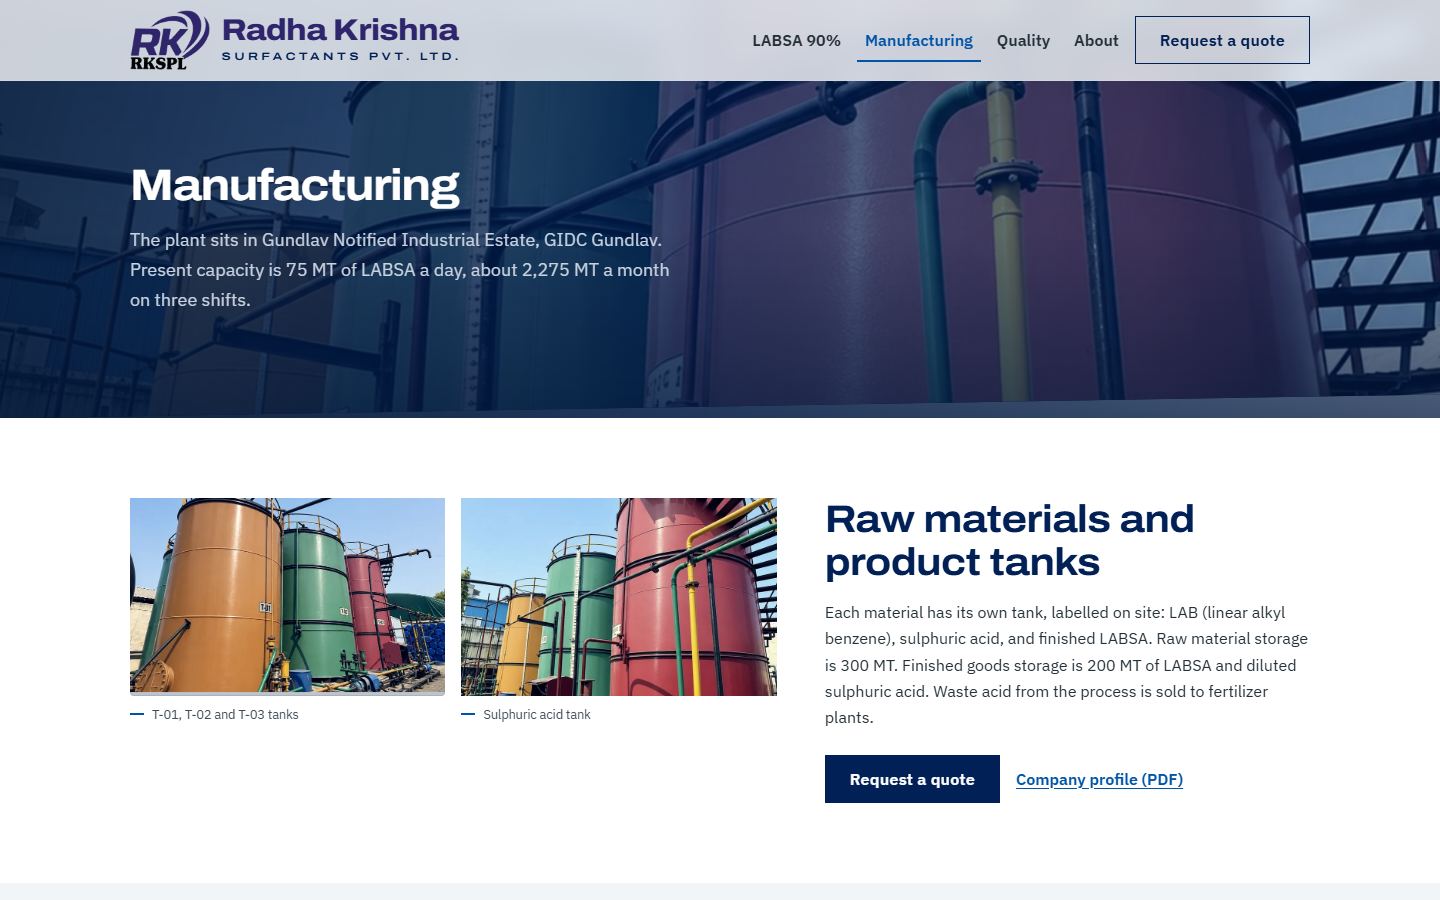 RK
RKSPL
Radha Krishna
SURFACTANTS PVT. LTD.
LABSA 90%
Manufacturing
Quality
About
Request a quote
Manufacturing
The plant sits in Gundlav Notified Industrial Estate, GIDC Gundlav.
Present capacity is 75 MT of LABSA a day, about 2,275 MT a month
on three shifts.
T-01
T-01, T-02 and T-03 tanks
Sulphuric acid tank
Raw materials and
product tanks
Each material has its own tank, labelled on site: LAB (linear alkyl
benzene), sulphuric acid, and finished LABSA. Raw material storage
is 300 MT. Finished goods storage is 200 MT of LABSA and diluted
sulphuric acid. Waste acid from the process is sold to fertilizer
plants.
Request a quote
Company profile (PDF)